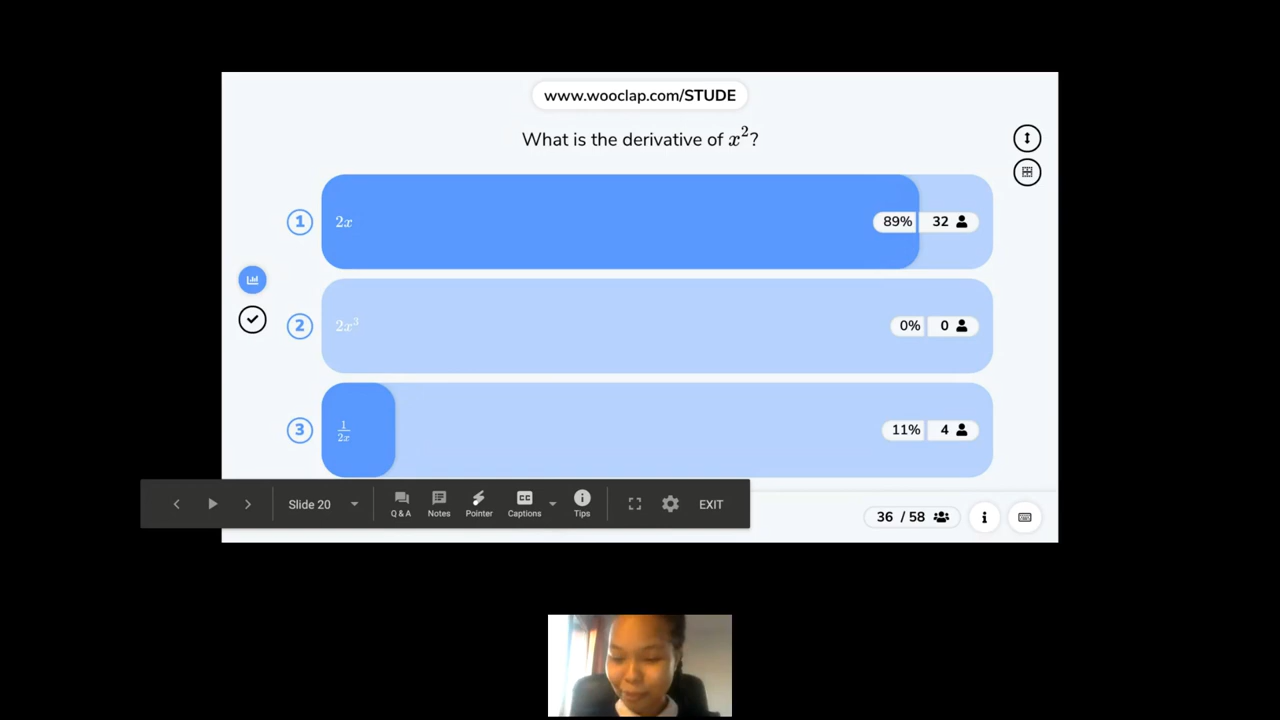 www.wooclap.com/STUDE
What is the derivative of x²?
1 2x 89% 32
2 2x³ 0% 0
3 1/2x 11% 4
Slide 20 Q & A Notes Pointer CC Captions Tips EXIT
36 / 58